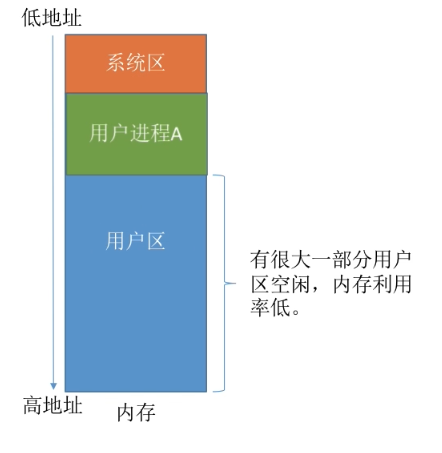 低地址
系统区
用户进程A
用户区
有很大一部分用户
区空闲，内存利用
率低。
高地址
内存